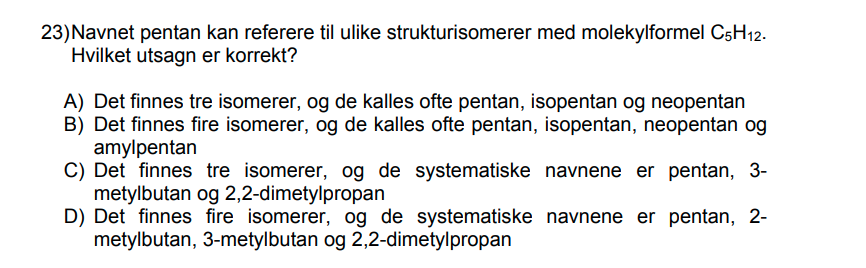 23)Navnet pentan kan referere til ulike strukturisomerer med molekylformel C₅H₁₂.
Hvilket utsagn er korrekt?
A) Det finnes tre isomerer, og de kalles ofte pentan, isopentan og neopentan
B) Det finnes fire isomerer, og de kalles ofte pentan, isopentan, neopentan og
amylpentan
C) Det finnes tre isomerer, og de systematiske navnene er pentan, 3-
metylbutan og 2,2-dimetylpropan
D) Det finnes fire isomerer, og de systematiske navnene er pentan, 2-
metylbutan, 3-metylbutan og 2,2-dimetylpropan